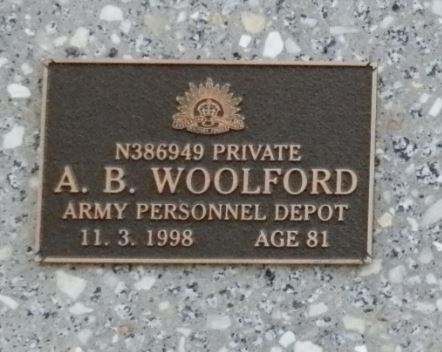 N386949 PRIVATE
A. B. WOOLFORD
ARMY PERSONNEL DEPOT
11. 3. 1998 AGE 81